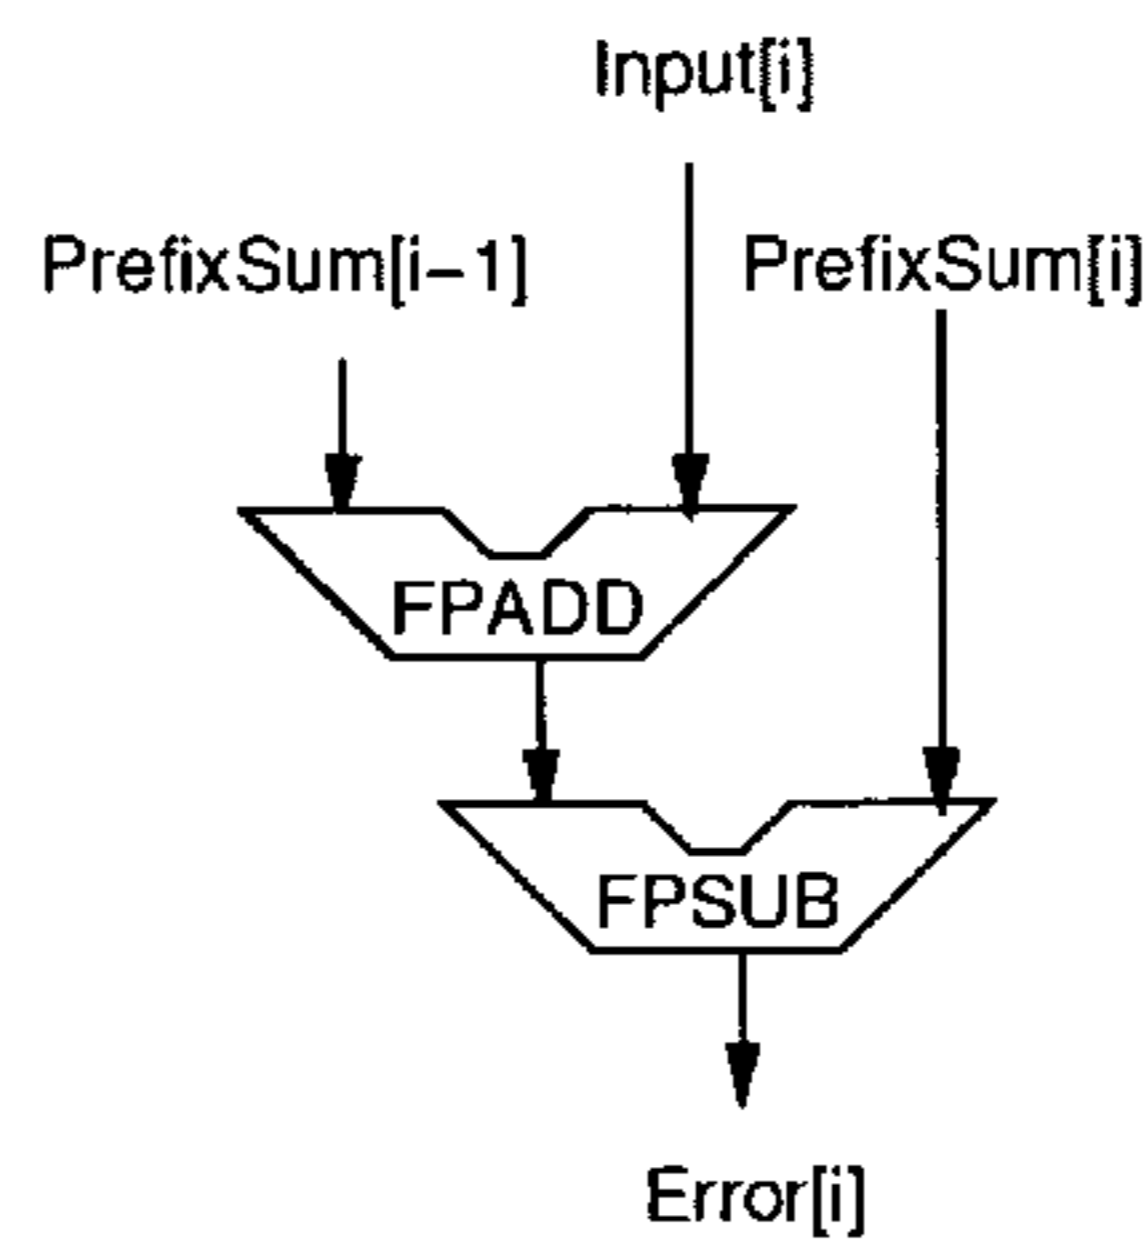 Input[i]
PrefixSum[i−1]
PrefixSum[i]
FPADD
FPSUB
Error[i]